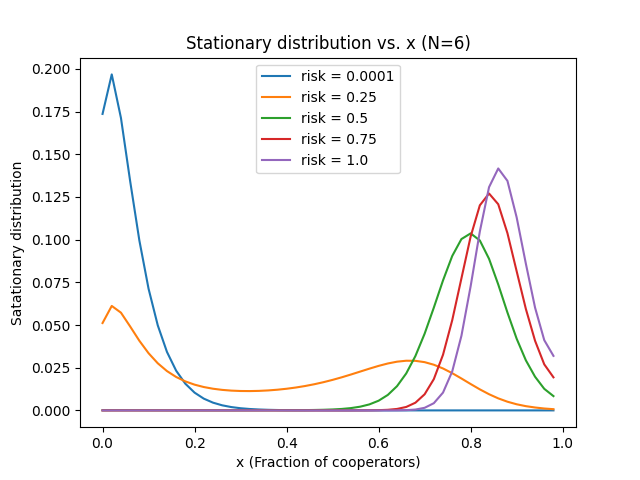 Stationary distribution vs. x (N=6)
0.200
0.175
0.150
0.125
0.100
0.075
0.050
0.025
0.000
Satationary distribution
risk = 0.0001
risk = 0.25
risk = 0.5
risk = 0.75
risk = 1.0
0.0 0.2 0.4 0.6 0.8 1.0
x (Fraction of cooperators)